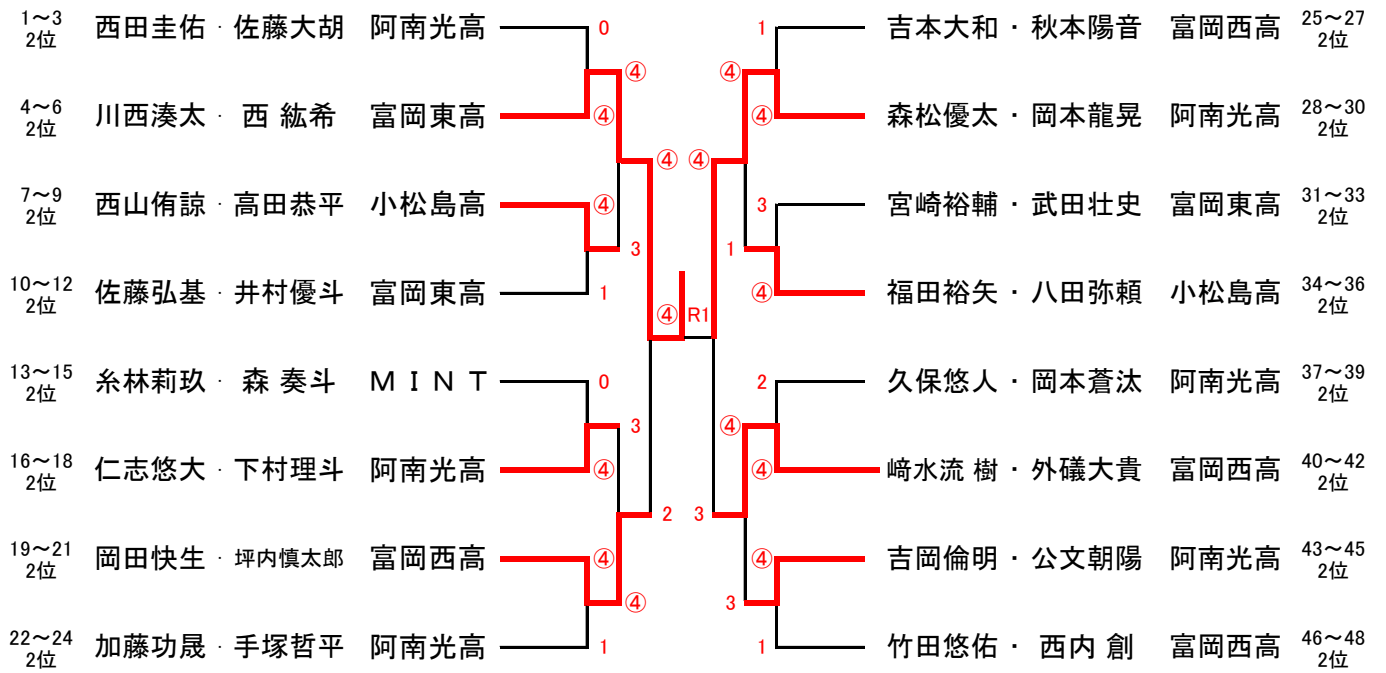 1～3 2位 西田圭佑 · 佐藤大胡 阿南光高 0
④
4～6 2位 川西湊太 · 西 紘希 富岡東高 ④
④
7～9 2位 西山侑諒 · 高田恭平 小松島高 ④
3
10～12 2位 佐藤弘基 · 井村優斗 富岡東高 1
④
13～15 2位 糸林莉玖 · 森 奏斗 ＭＩＮＴ 0
3
16～18 2位 仁志悠大 · 下村理斗 阿南光高 ④
2
19～21 2位 岡田快生 · 坪内慎太郎 富岡西高 ④
④
22～24 2位 加藤功晟 · 手塚哲平 阿南光高 1
1 吉本大和 · 秋本陽音 富岡西高 25～27 2位
④
④ 森松優太 · 岡本龍晃 阿南光高 28～30 2位
④
3 宮崎裕輔 · 武田壮史 富岡東高 31～33 2位
1
④ 福田裕矢 · 八田弥頼 小松島高 34～36 2位
R1
2 久保悠人 · 岡本蒼汰 阿南光高 37～39 2位
④
④ 﨑水流 樹 · 外礒大貴 富岡西高 40～42 2位
3
④ 吉岡倫明 · 公文朝陽 阿南光高 43～45 2位
3
1 竹田悠佑 · 西内 創 富岡西高 46～48 2位